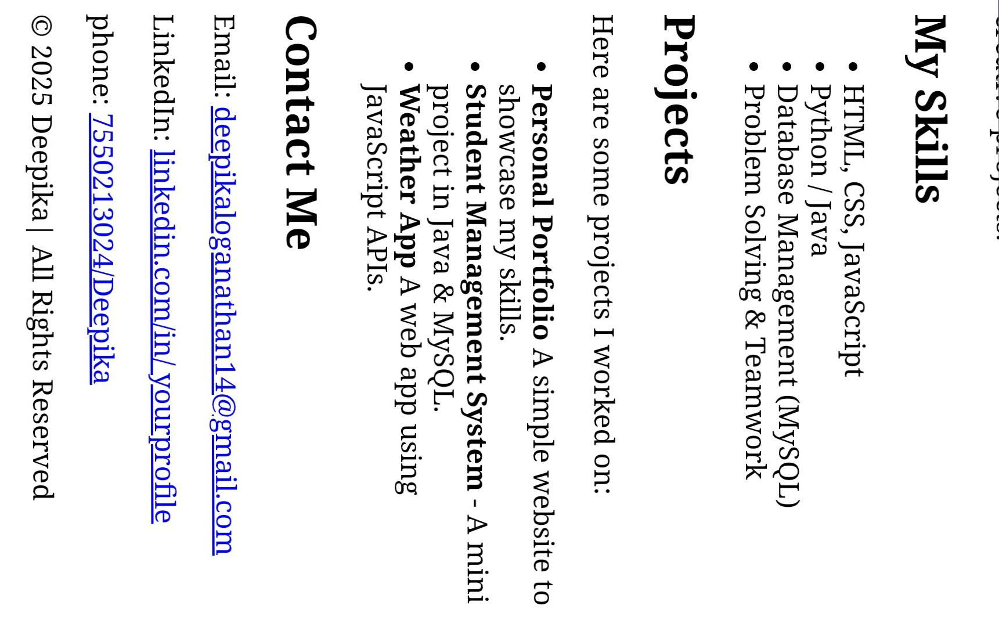 creative projects.
My Skills
• HTML, CSS, JavaScript
• Python / Java
• Database Management (MySQL)
• Problem Solving & Teamwork
Projects
Here are some projects I worked on:
• Personal Portfolio A simple website to
showcase my skills.
• Student Management System - A mini
project in Java & MySQL.
• Weather App A web app using
JavaScript APIs.
Contact Me
Email: deepikaloganathan14@gmail.com
LinkedIn: linkedin.com/in/ yourprofile
phone: 7550213024/Deepika
© 2025 Deepika | All Rights Reserved